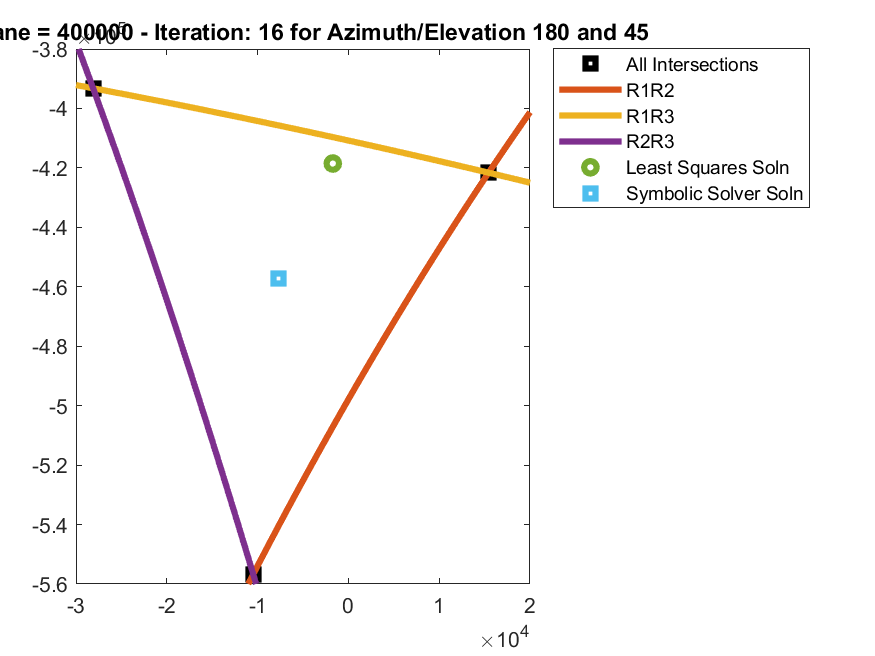 ane = 400000 - Iteration: 16 for Azimuth/Elevation 180 and 45
×10⁵
-3.8
-4
-4.2
-4.4
-4.6
-4.8
-5
-5.2
-5.4
-5.6
-3
-2
-1
0
1
2
×10⁴
All Intersections
R1R2
R1R3
R2R3
Least Squares Soln
Symbolic Solver Soln